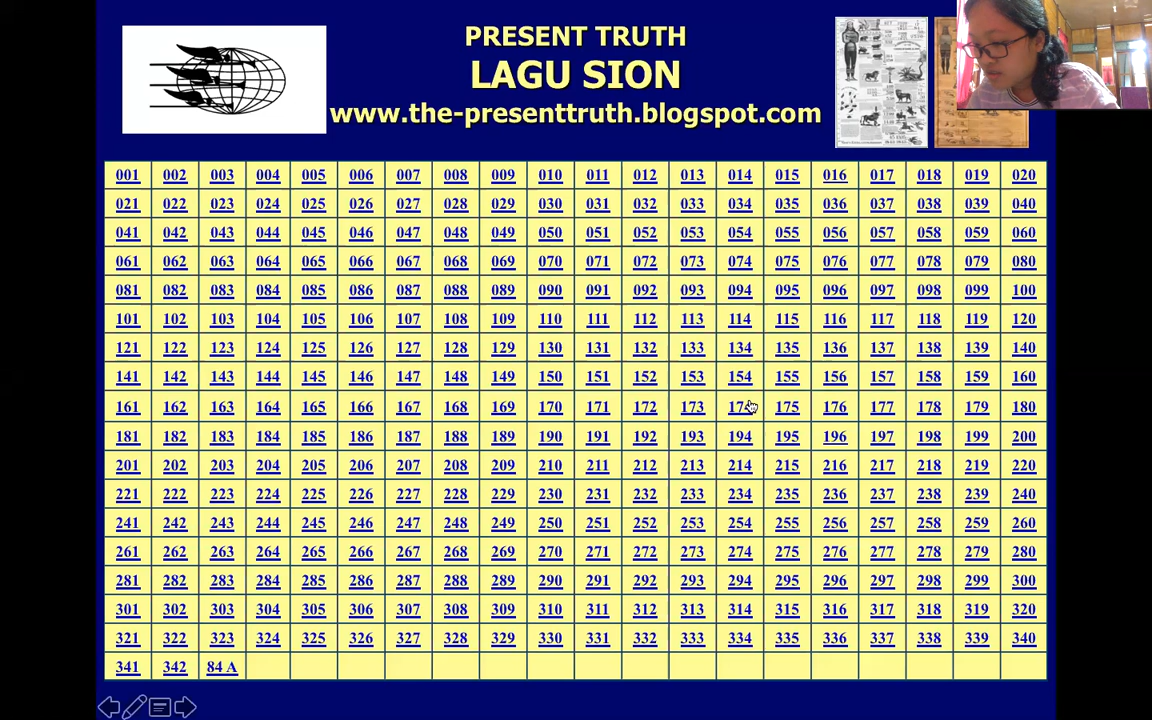 PRESENT TRUTH
LAGU SION
www.the-presenttruth.blogspot.com
001 002 003 004 005 006 007 008 009 010 011 012 013 014 015 016 017 018 019 020
021 022 023 024 025 026 027 028 029 030 031 032 033 034 035 036 037 038 039 040
041 042 043 044 045 046 047 048 049 050 051 052 053 054 055 056 057 058 059 060
061 062 063 064 065 066 067 068 069 070 071 072 073 074 075 076 077 078 079 080
081 082 083 084 085 086 087 088 089 090 091 092 093 094 095 096 097 098 099 100
101 102 103 104 105 106 107 108 109 110 111 112 113 114 115 116 117 118 119 120
121 122 123 124 125 126 127 128 129 130 131 132 133 134 135 136 137 138 139 140
141 142 143 144 145 146 147 148 149 150 151 152 153 154 155 156 157 158 159 160
161 162 163 164 165 166 167 168 169 170 171 172 173 174 175 176 177 178 179 180
181 182 183 184 185 186 187 188 189 190 191 192 193 194 195 196 197 198 199 200
201 202 203 204 205 206 207 208 209 210 211 212 213 214 215 216 217 218 219 220
221 222 223 224 225 226 227 228 229 230 231 232 233 234 235 236 237 238 239 240
241 242 243 244 245 246 247 248 249 250 251 252 253 254 255 256 257 258 259 260
261 262 263 264 265 266 267 268 269 270 271 272 273 274 275 276 277 278 279 280
281 282 283 284 285 286 287 288 289 290 291 292 293 294 295 296 297 298 299 300
301 302 303 304 305 306 307 308 309 310 311 312 313 314 315 316 317 318 319 320
321 322 323 324 325 326 327 328 329 330 331 332 333 334 335 336 337 338 339 340
341 342 84 A